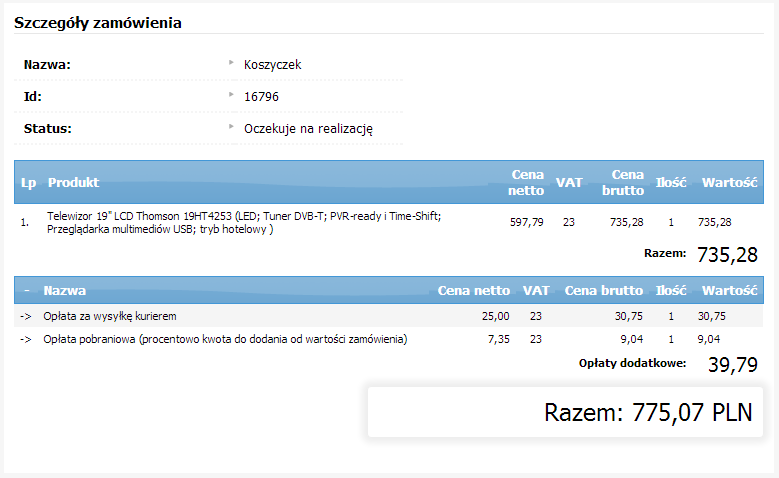 Szczegóły zamówienia
Nazwa: Koszyczek
Id: 16796
Status: Oczekuje na realizację
Lp Produkt Cena netto VAT Cena brutto Ilość Wartość
1. Telewizor 19" LCD Thomson 19HT4253 (LED; Tuner DVB-T; PVR-ready i Time-Shift;
Przeglądarka multimediów USB; tryb hotelowy ) 597,79 23 735,28 1 735,28
Razem: 735,28
- Nazwa Cena netto VAT Cena brutto Ilość Wartość
-> Opłata za wysyłkę kurierem 25,00 23 30,75 1 30,75
-> Opłata pobraniowa (procentowo kwota do dodania od wartości zamówienia) 7,35 23 9,04 1 9,04
Opłaty dodatkowe: 39,79
Razem: 775,07 PLN